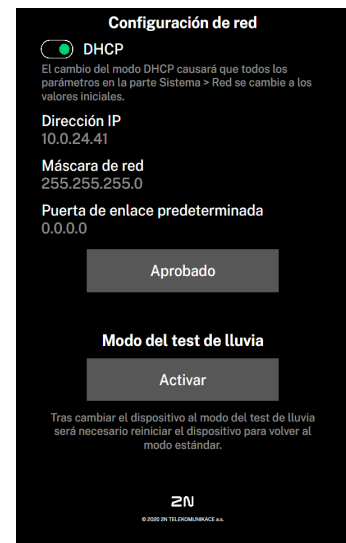 Configuración de red
DHCP
El cambio del modo DHCP causará que todos los
parámetros en la parte Sistema > Red se cambie a los
valores iniciales.
Dirección IP
10.0.24.41
Máscara de red
255.255.255.0
Puerta de enlace predeterminada
0.0.0.0
Aprobado
Modo del test de lluvia
Activar
Tras cambiar el dispositivo al modo del test de lluvia
será necesario reiniciar el dispositivo para volver al
modo estándar.
2N
© 2020 2N TELEKOMUNIKACE a.s.